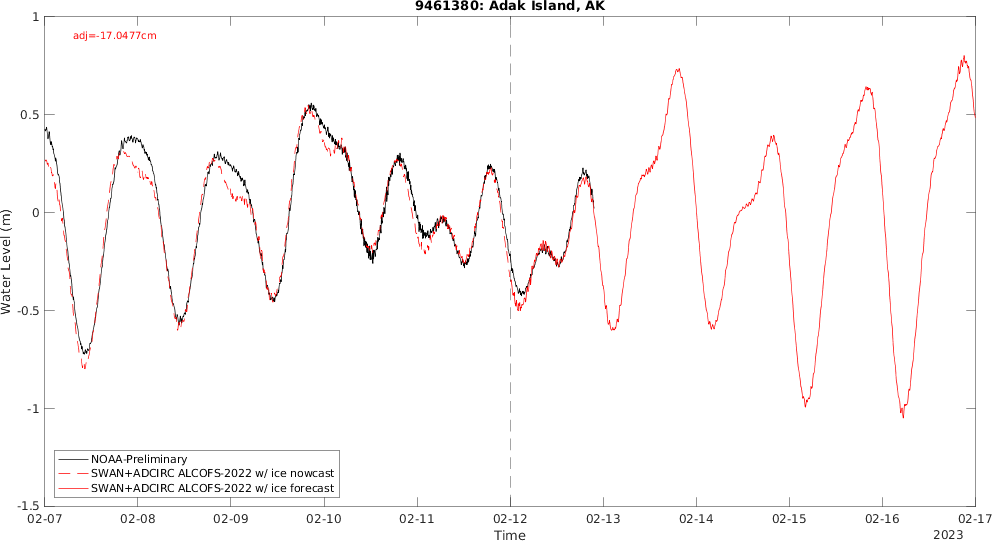 9461380: Adak Island, AK
adj=-17.0477cm
1
0.5
0
-0.5
-1
-1.5
Water Level (m)
NOAA-Preliminary
SWAN+ADCIRC ALCOFS-2022 w/ ice nowcast
SWAN+ADCIRC ALCOFS-2022 w/ ice forecast
02-07 02-08 02-09 02-10 02-11 02-12 02-13 02-14 02-15 02-16 02-17
Time
2023